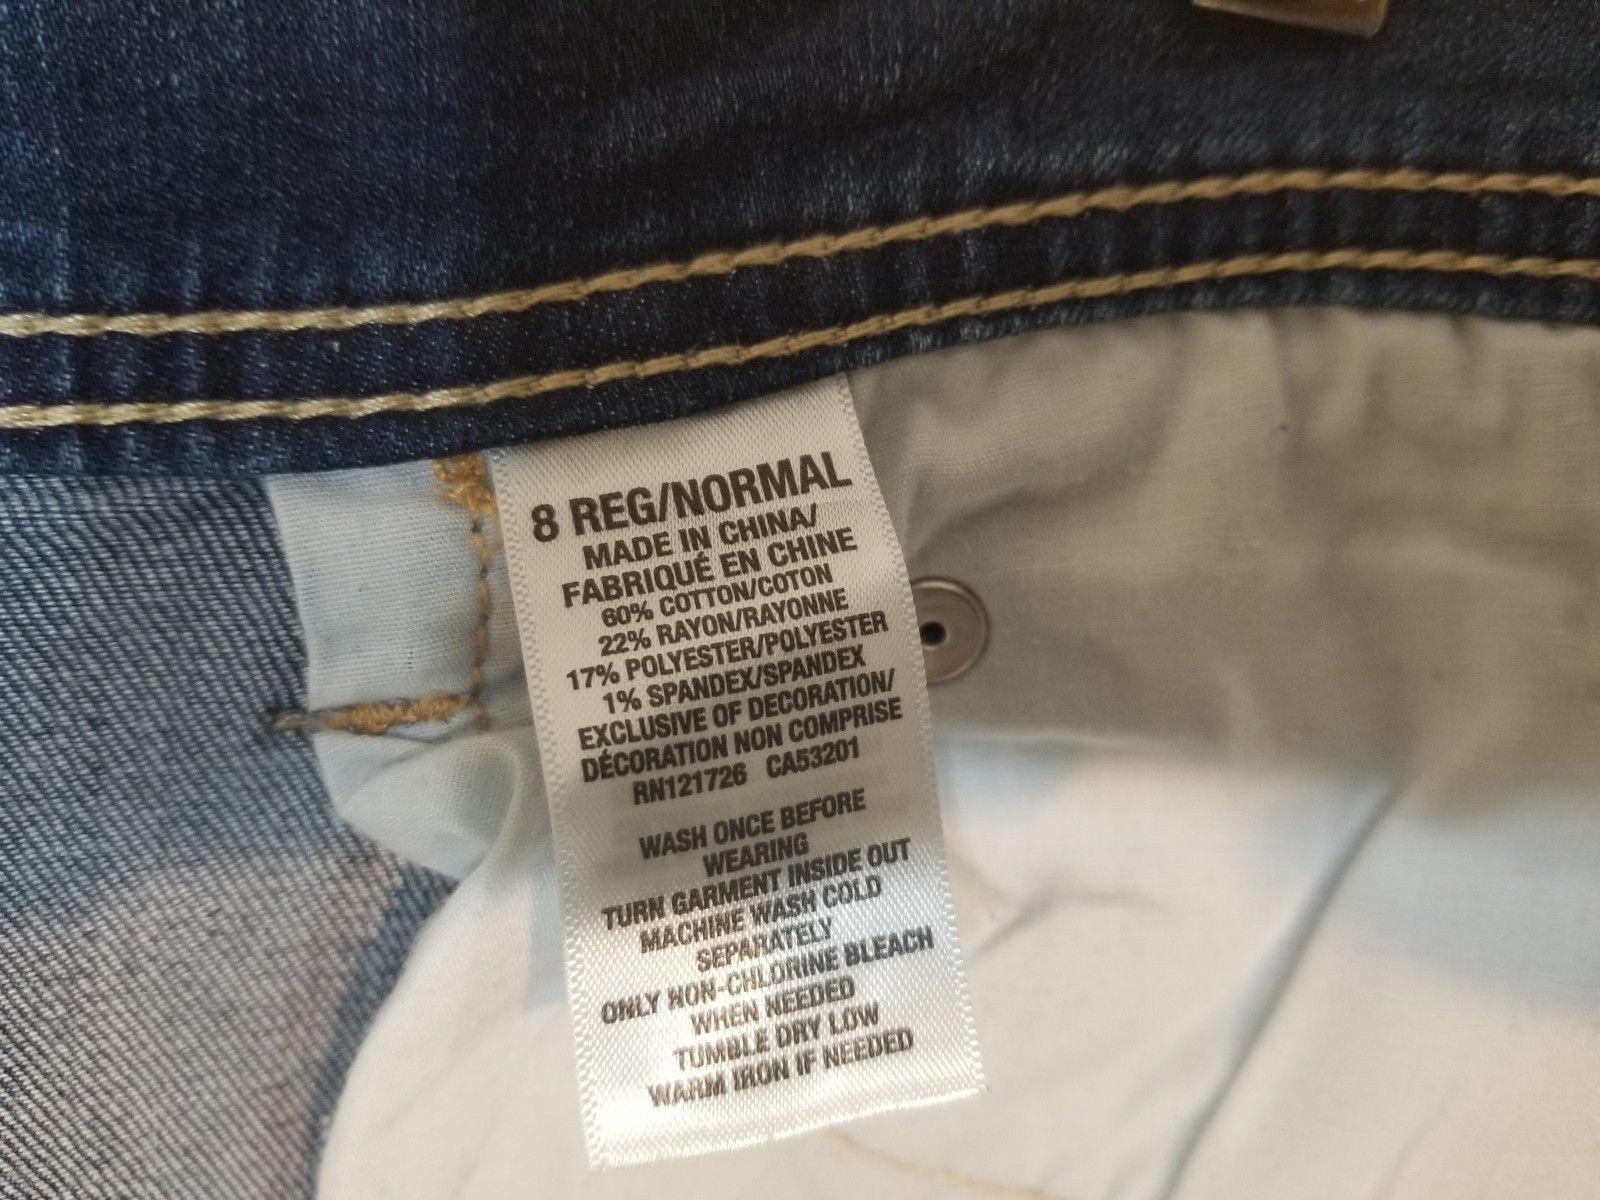 8 REG/NORMAL
MADE IN CHINA/
FABRIQUÉ EN CHINE
60% COTTON/COTON
22% RAYON/RAYONNE
17% POLYESTER/POLYESTER
1% SPANDEX/SPANDEX
EXCLUSIVE OF DECORATION/
DÉCORATION NON COMPRISE
RN121726 CA53201
WASH ONCE BEFORE
WEARING
TURN GARMENT INSIDE OUT
MACHINE WASH COLD
SEPARATELY
ONLY NON-CHLORINE BLEACH
WHEN NEEDED
TUMBLE DRY LOW
WARM IRON IF NEEDED